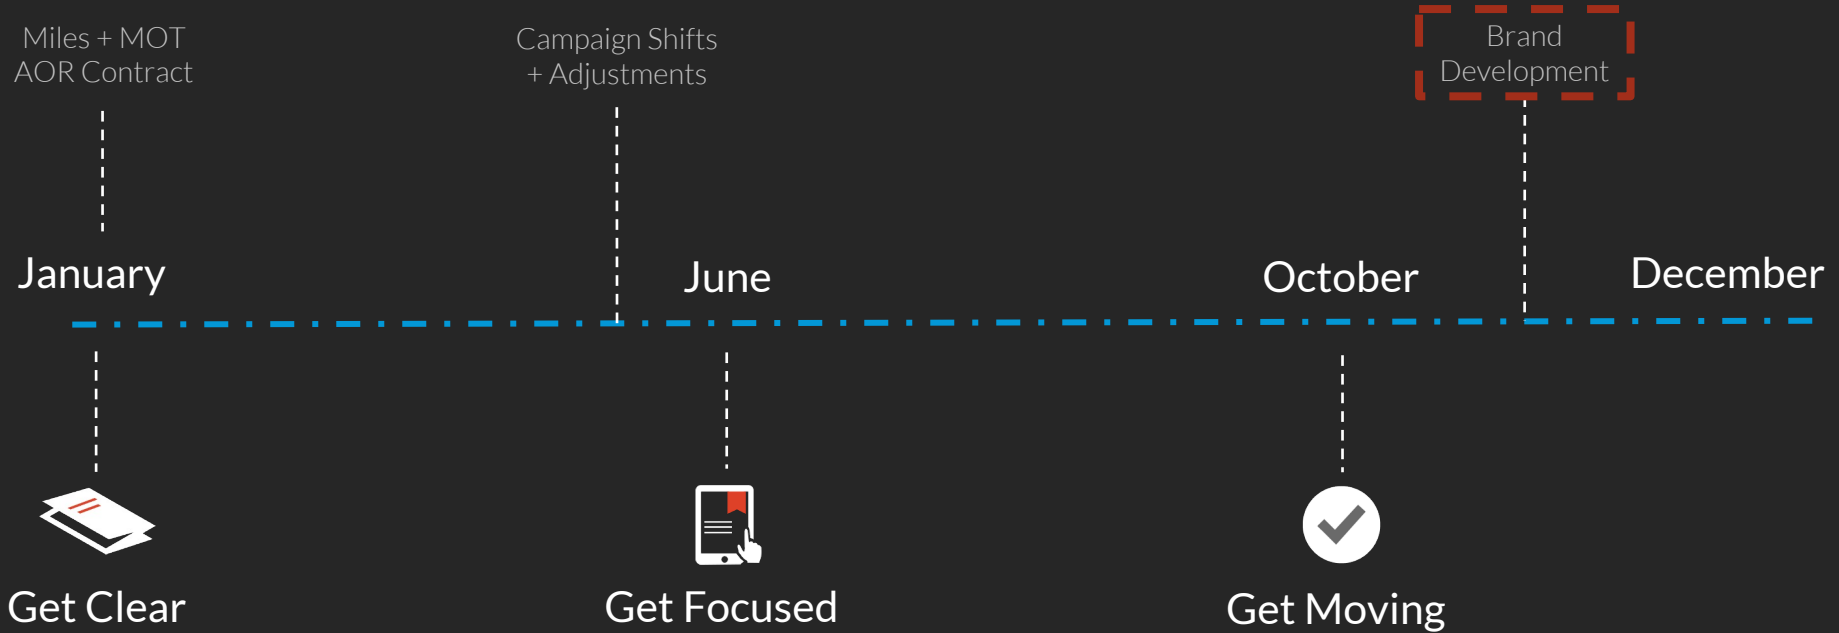 Miles + MOT
AOR Contract
Campaign Shifts
+ Adjustments
Brand
Development
January
June
October
December
Get Clear
Get Focused
Get Moving